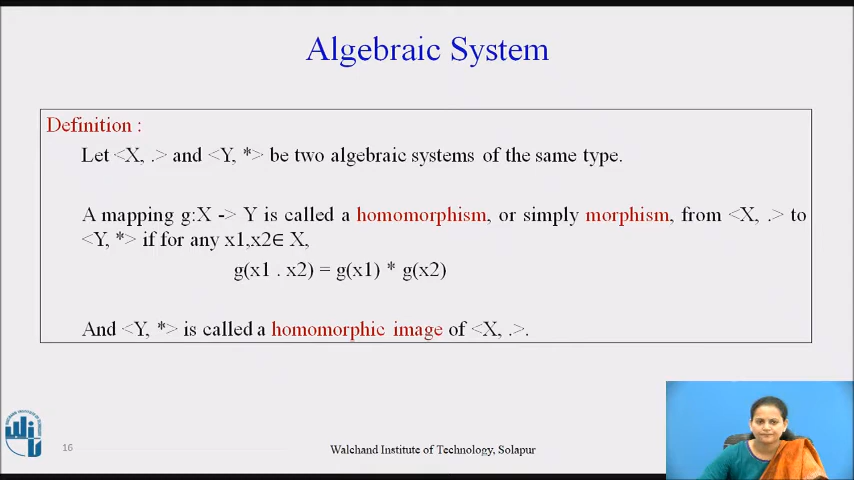 Algebraic System
Definition :
Let <X, .> and <Y, *> be two algebraic systems of the same type.
A mapping g:X -> Y is called a homomorphism, or simply morphism, from <X, .> to
<Y, *> if for any x1,x2∈ X,
g(x1 . x2) = g(x1) * g(x2)
And <Y, *> is called a homomorphic image of <X, .>.
16
Walchand Institute of Technology, Solapur